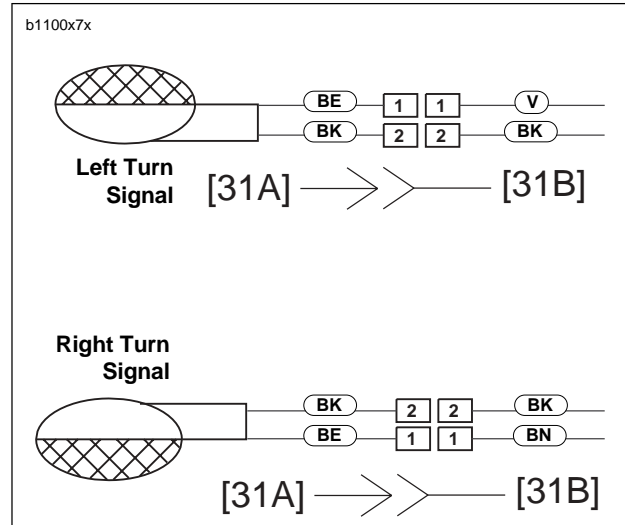 b1100x7x
BE 1 1 V
BK 2 2 BK
Left Turn
Signal
[31A] [31B]
Right Turn
Signal
BK 2 2 BK
BE 1 1 BN
[31A] [31B]